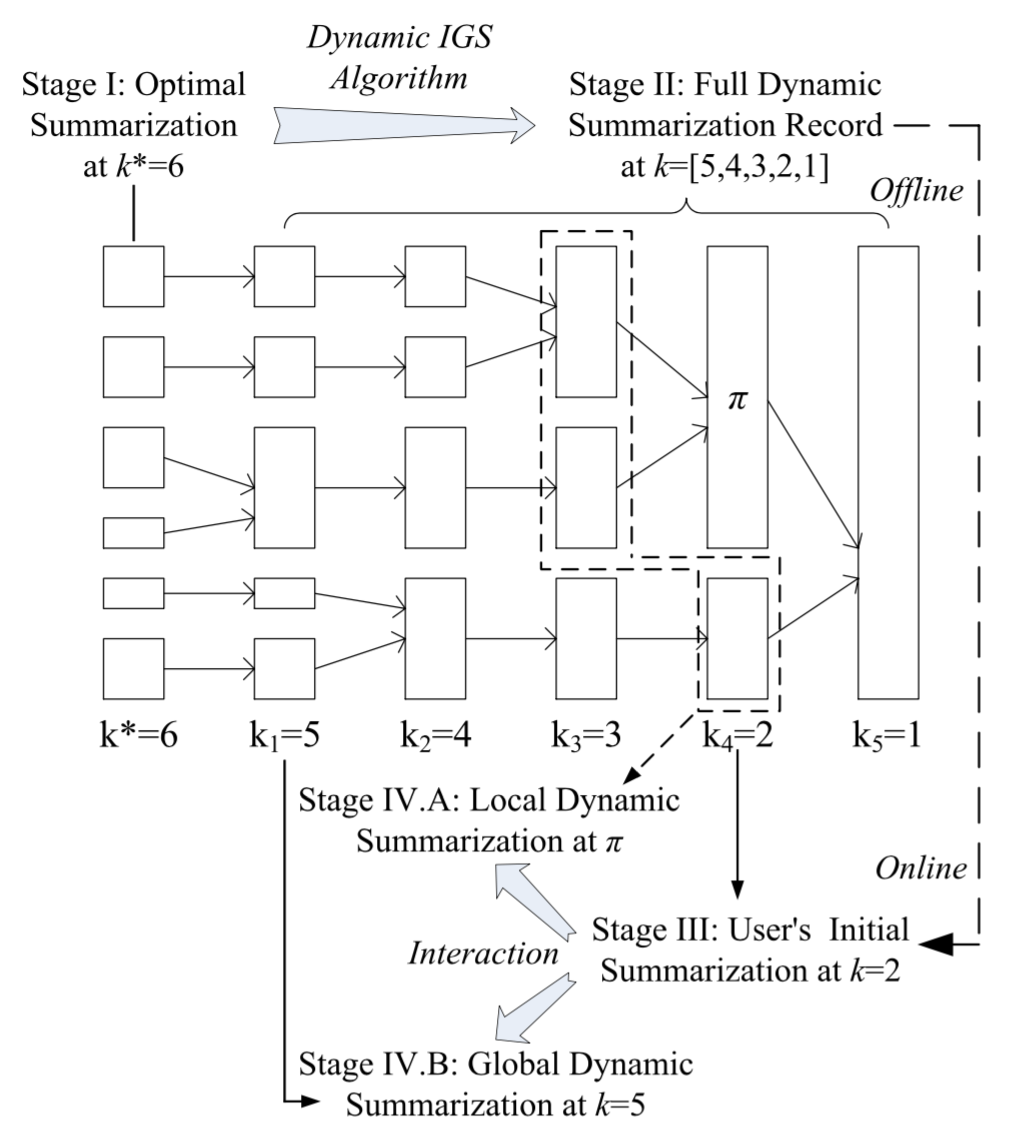 Dynamic IGS
Algorithm
Stage I: Optimal
Summarization
at k*=6
Stage II: Full Dynamic
Summarization Record
at k=[5,4,3,2,1]
Offline
π
k*=6
k₁=5
k₂=4
k₃=3
k₄=2
k₅=1
Stage IV.A: Local Dynamic
Summarization at π
Online
Stage III: User's Initial
Summarization at k=2
Interaction
Stage IV.B: Global Dynamic
Summarization at k=5